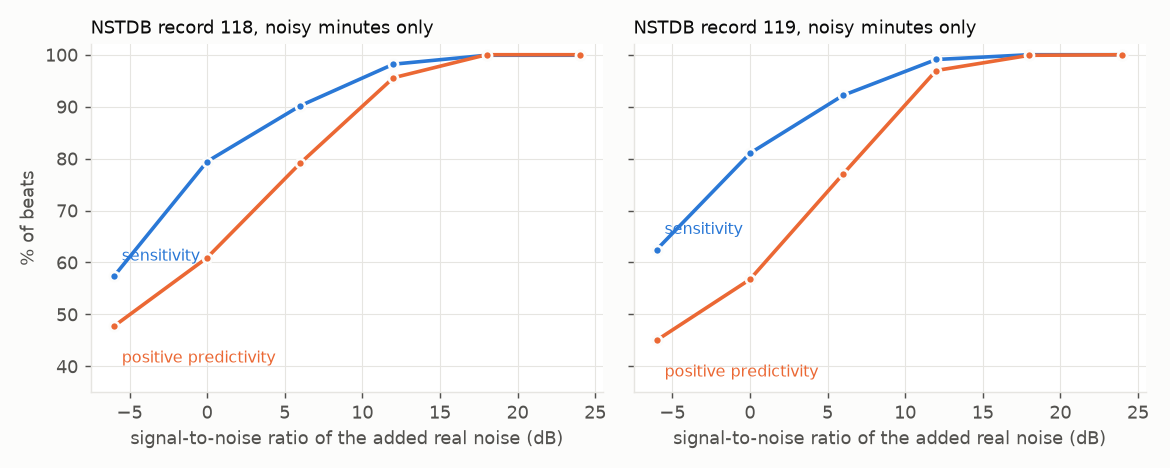 NSTDB record 118, noisy minutes only
NSTDB record 119, noisy minutes only
% of beats
100
90
80
70
60
50
40
sensitivity
positive predictivity
sensitivity
positive predictivity
−5 0 5 10 15 20 25
−5 0 5 10 15 20 25
signal-to-noise ratio of the added real noise (dB)
signal-to-noise ratio of the added real noise (dB)